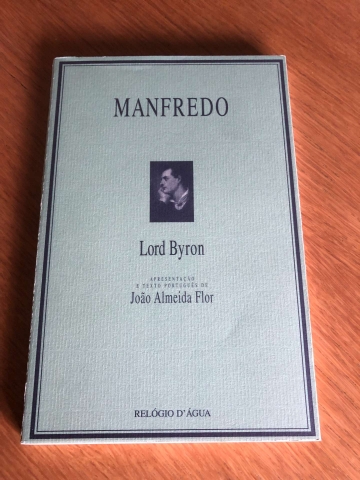 MANFREDO
Lord Byron
APRESENTAÇÃO
E TEXTO PORTUGUÊS DE
João Almeida Flor
RELÓGIO D'ÁGUA